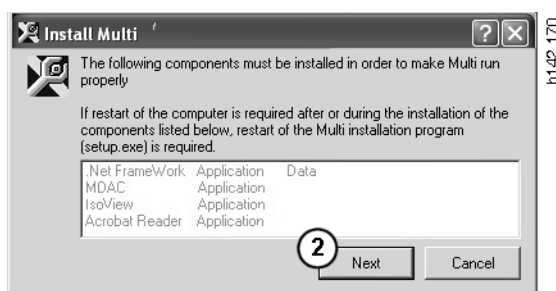 Install Multi
The following components must be installed in order to make Multi run
properly
If restart of the computer is required after or during the installation of the
components listed below, restart of the Multi installation program
(setup.exe) is required.
.Net FrameWork Application Data
MDAC Application
IsoView Application
Acrobat Reader Application
2
Next Cancel
h142 170